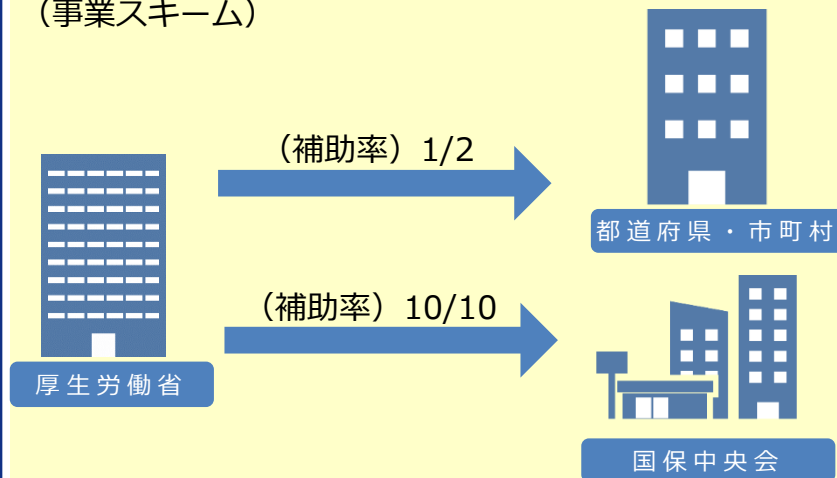 （事業スキーム）
（補助率）1/2
都道府県・市町村
（補助率）10/10
厚生労働省
国保中央会